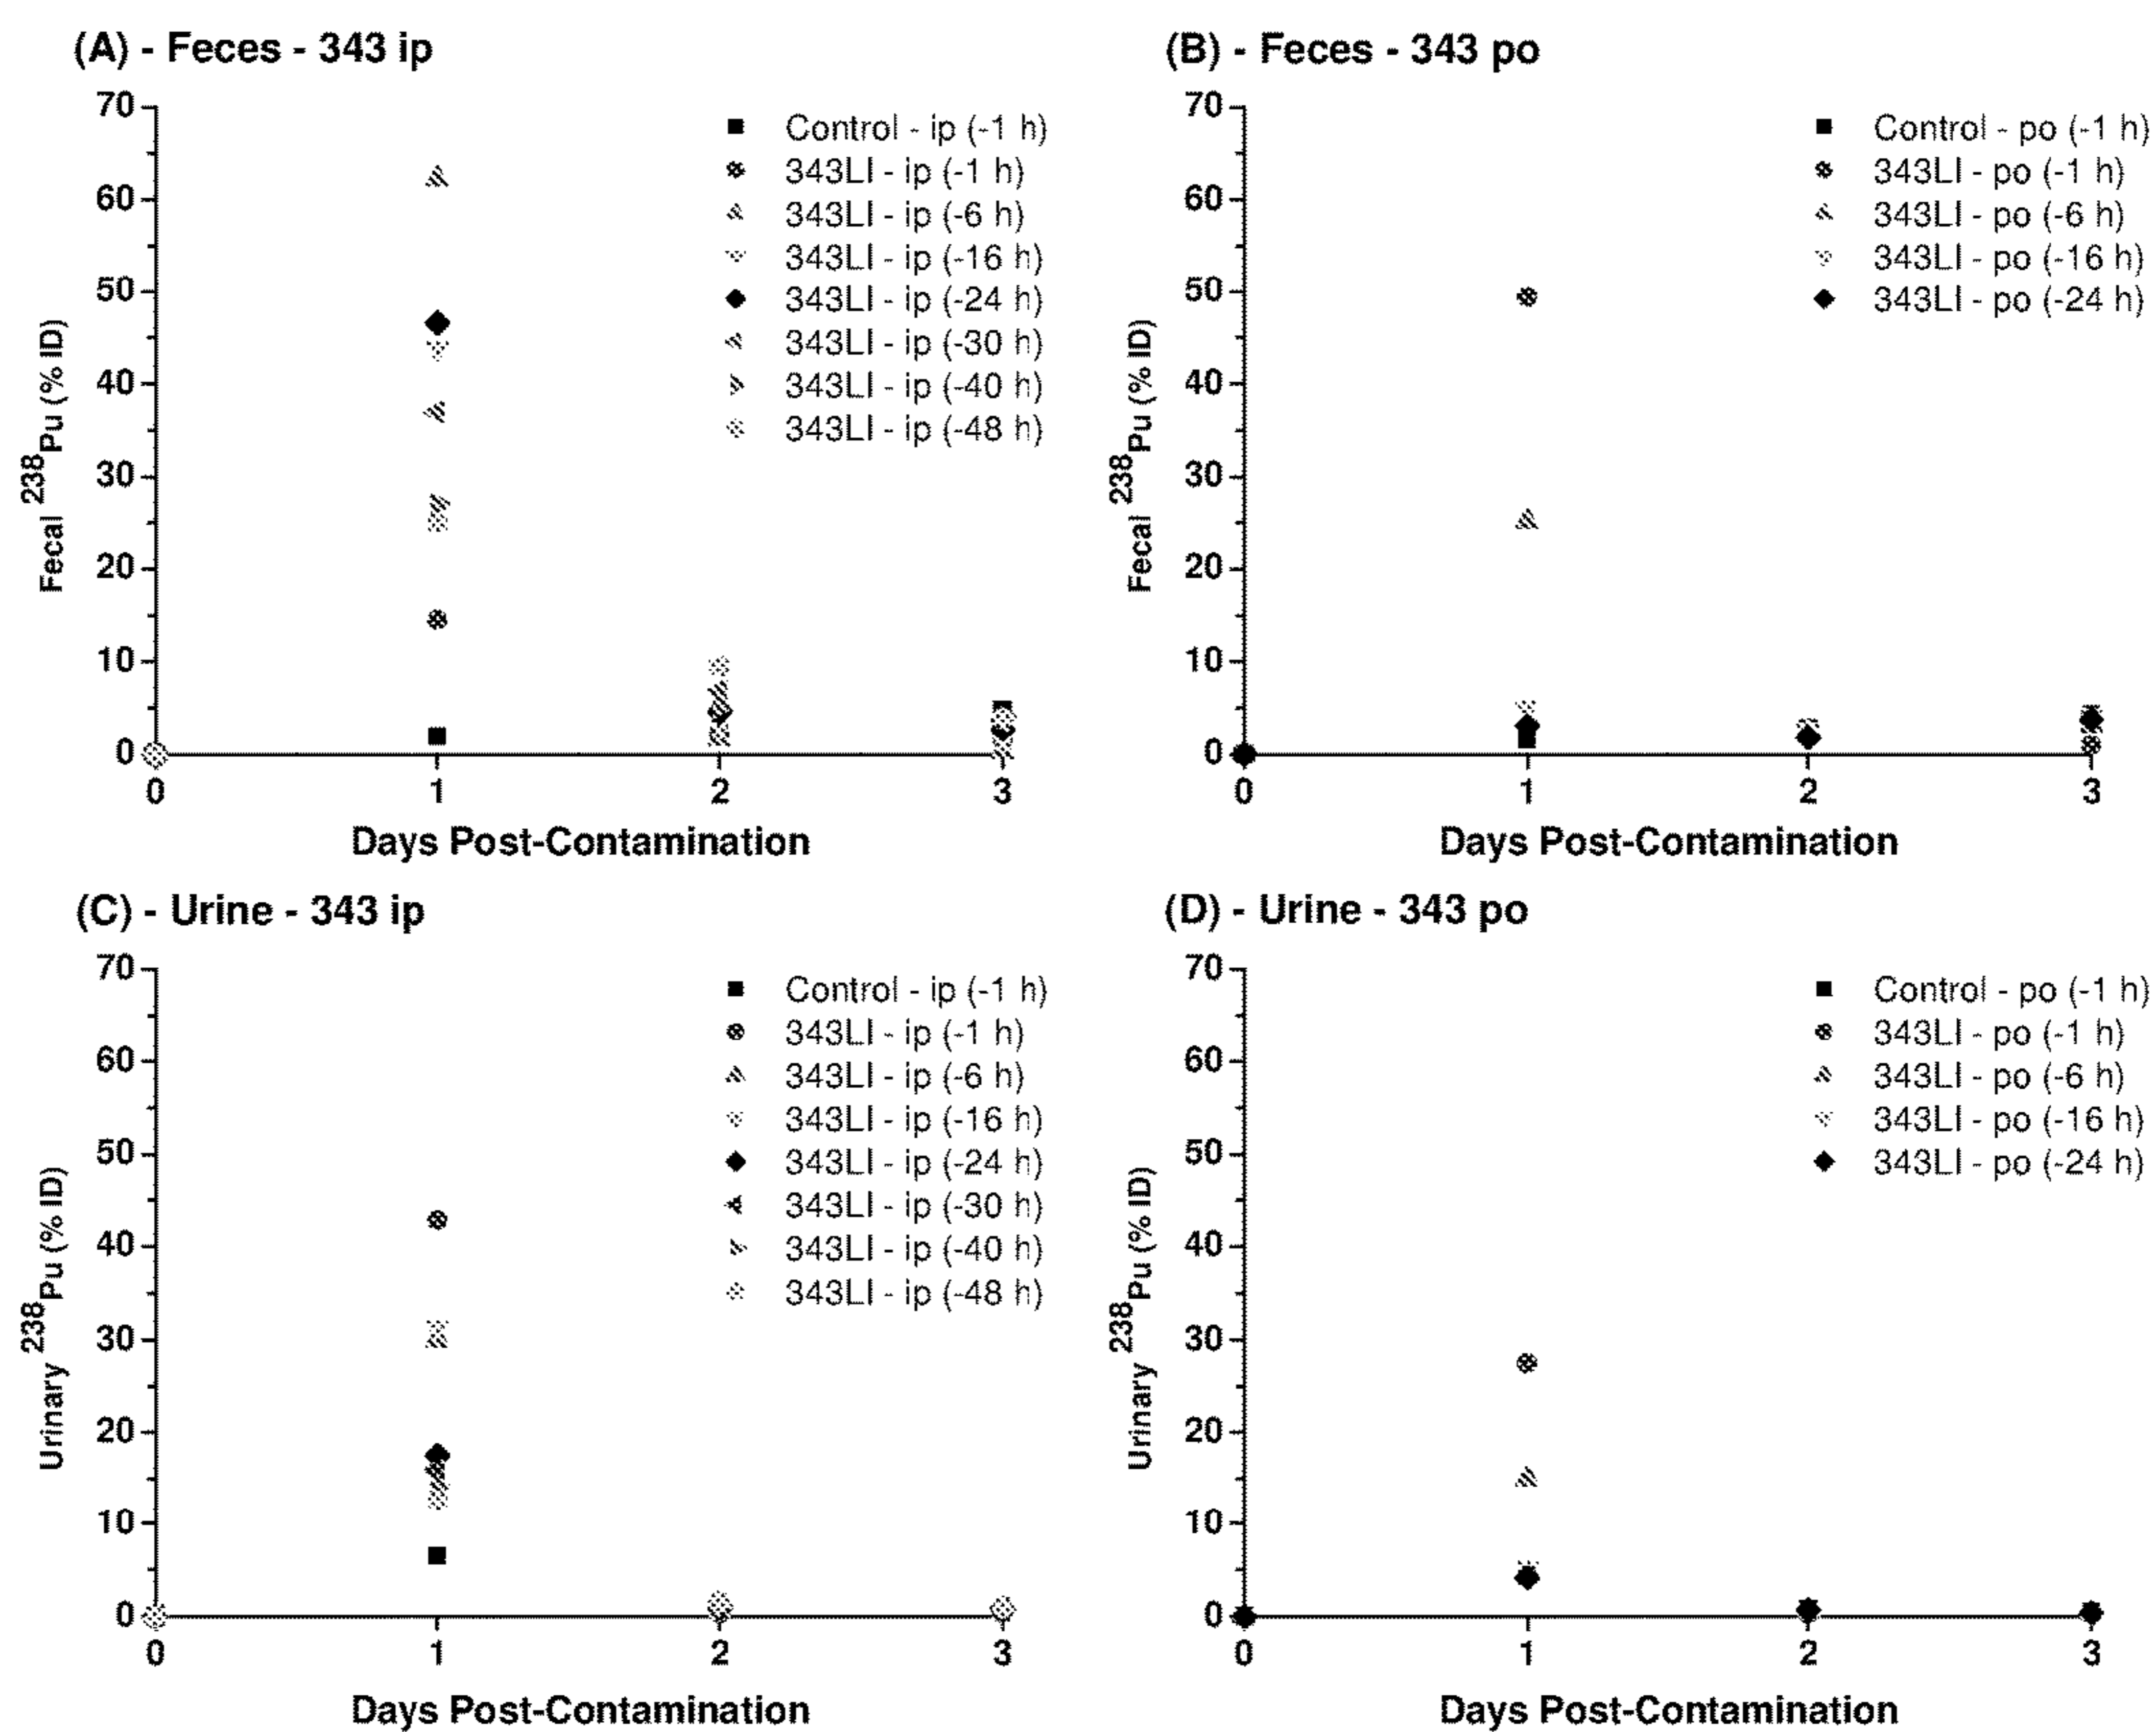 (A) - Feces - 343 ip
70
60
50
40
30
20
10
0
Fecal 238Pu (% ID)
0 1 2 3
Days Post-Contamination
Control - ip (-1 h)
343LI - ip (-1 h)
343LI - ip (-6 h)
343LI - ip (-16 h)
343LI - ip (-24 h)
343LI - ip (-30 h)
343LI - ip (-40 h)
343LI - ip (-48 h)
(B) - Feces - 343 po
70
60
50
40
30
20
10
0
Fecal 238Pu (% ID)
0 1 2 3
Days Post-Contamination
Control - po (-1 h)
343LI - po (-1 h)
343LI - po (-6 h)
343LI - po (-16 h)
343LI - po (-24 h)
(C) - Urine - 343 ip
70
60
50
40
30
20
10
0
Urinary 238Pu (% ID)
0 1 2 3
Days Post-Contamination
Control - ip (-1 h)
343LI - ip (-1 h)
343LI - ip (-6 h)
343LI - ip (-16 h)
343LI - ip (-24 h)
343LI - ip (-30 h)
343LI - ip (-40 h)
343LI - ip (-48 h)
(D) - Urine - 343 po
70
60
50
40
30
20
10
0
Urinary 238Pu (% ID)
0 1 2 3
Days Post-Contamination
Control - po (-1 h)
343LI - po (-1 h)
343LI - po (-6 h)
343LI - po (-16 h)
343LI - po (-24 h)